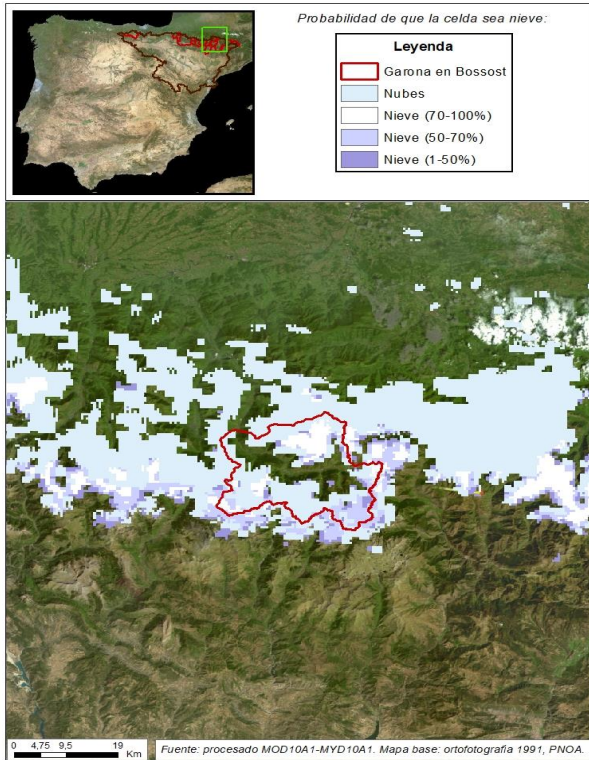 Probabilidad de que la celda sea nieve:
Leyenda
Garona en Bossost
Nubes
Nieve (70-100%)
Nieve (50-70%)
Nieve (1-50%)
0 4,75 9,5 19
Km
Fuente: procesado MOD10A1-MYD10A1. Mapa base: ortofotografía 1991, PNOA.